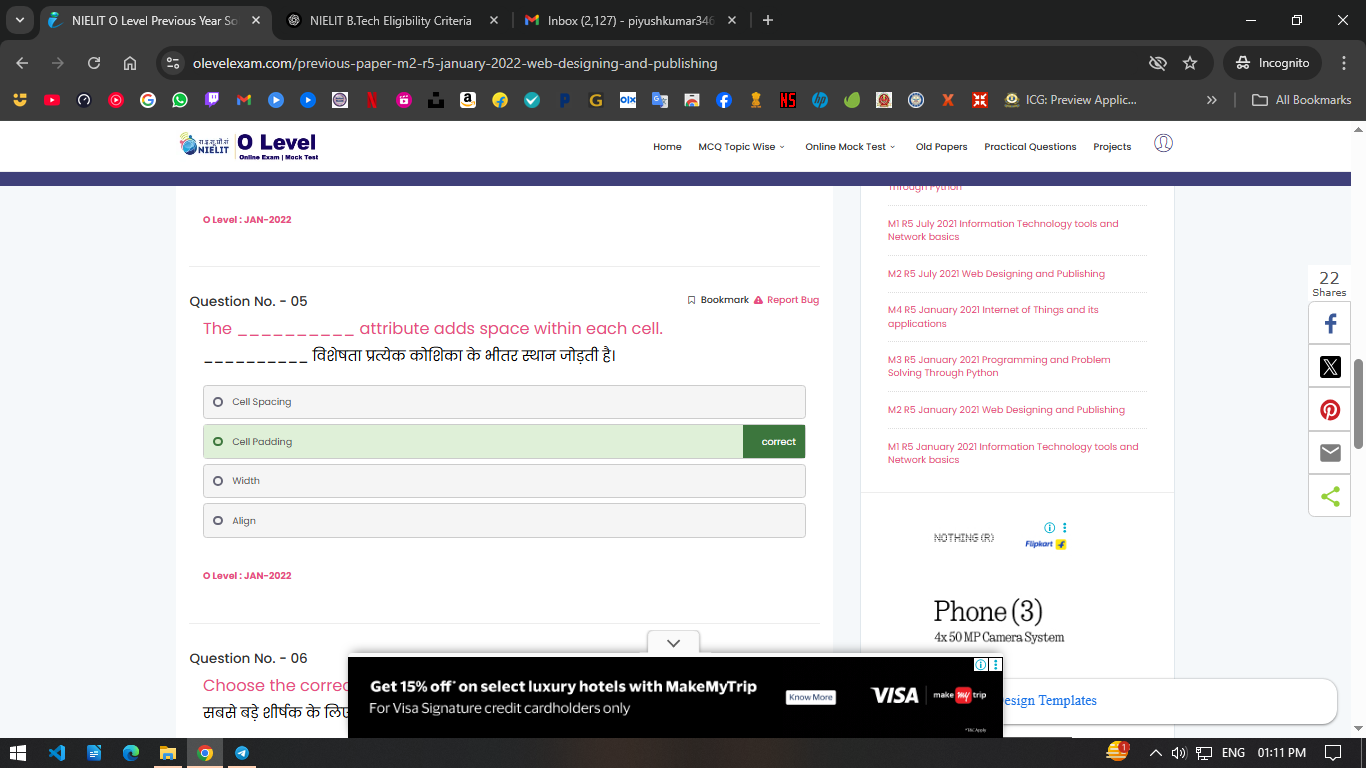 NIELIT O Level Previous Year So
NIELIT B.Tech Eligibility Criteria
Inbox (2,127) - piyushkumar346
olevelexam.com/previous-paper-m2-r5-january-2022-web-designing-and-publishing
Incognito
ICG: Preview Applic...
All Bookmarks
रा.इ.सू.प्रौ.सं
NIELIT
O Level
Online Exam | Mock Test
Home
MCQ Topic Wise
Online Mock Test
Old Papers
Practical Questions
Projects
O Level : JAN-2022
Question No. - 05
Bookmark
Report Bug
The __________ attribute adds space within each cell.
__________ विशेषता प्रत्येक कोशिका के भीतर स्थान जोड़ती है।
Cell Spacing
Cell Padding
correct
Width
Align
O Level : JAN-2022
Question No. - 06
Choose the correc
सबसे बड़े शीर्षक के लिए
Through Python
M1 R5 July 2021 Information Technology tools and
Network basics
M2 R5 July 2021 Web Designing and Publishing
M4 R5 January 2021 Internet of Things and its
applications
M3 R5 January 2021 Programming and Problem
Solving Through Python
M2 R5 January 2021 Web Designing and Publishing
M1 R5 January 2021 Information Technology tools and
Network basics
22
Shares
NOTHING (R)
Flipkart
Phone (3)
4x 50 MP Camera System
Get 15% off* on select luxury hotels with MakeMyTrip
For Visa Signature credit cardholders only
Know More
VISA
make my trip
*T&C Apply
esign Templates
1
ENG
01:11 PM